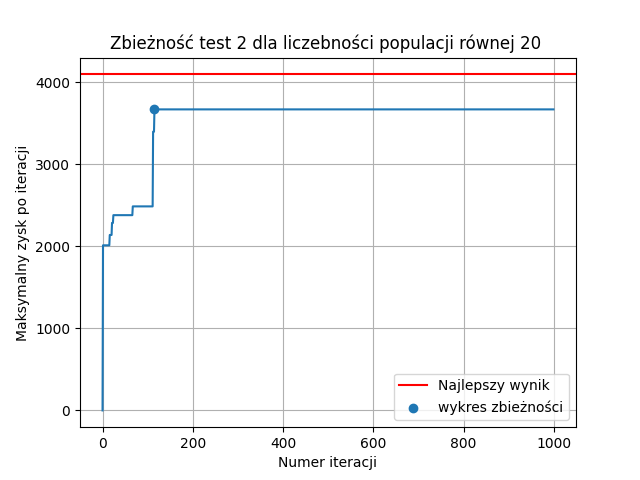 Zbieżność test 2 dla liczebności populacji równej 20
Maksymalny zysk po iteracji
4000
3000
2000
1000
0
0 200 400 600 800 1000
Numer iteracji
Najlepszy wynik
wykres zbieżności